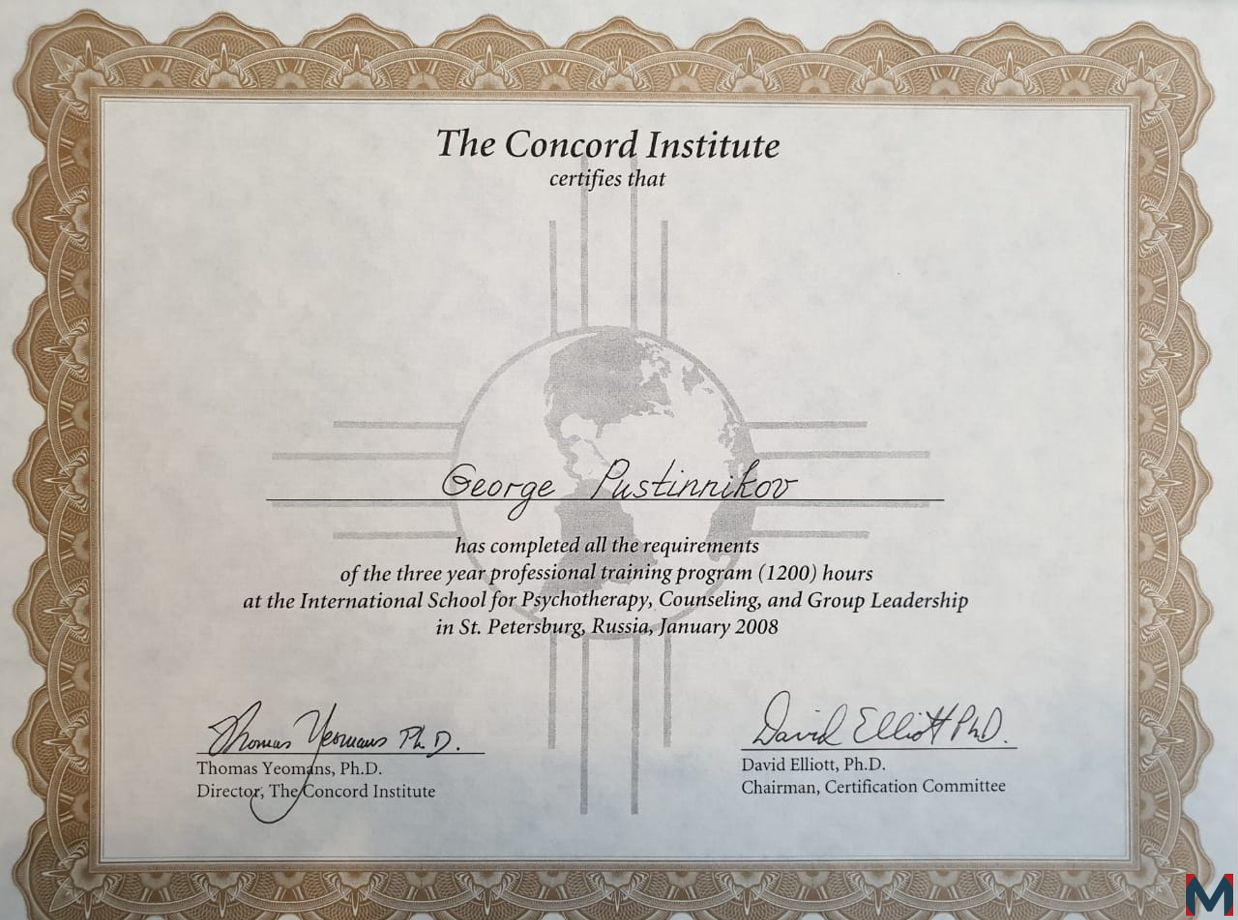 The Concord Institute
certifies that
George Pustinnikov
has completed all the requirements
of the three year professional training program (1200) hours
at the International School for Psychotherapy, Counseling, and Group Leadership
in St. Petersburg, Russia, January 2008
Thomas Yeomans Ph.D.
Thomas Yeomans, Ph.D.
Director, The Concord Institute
David Elliott PhD.
David Elliott, Ph.D.
Chairman, Certification Committee
M